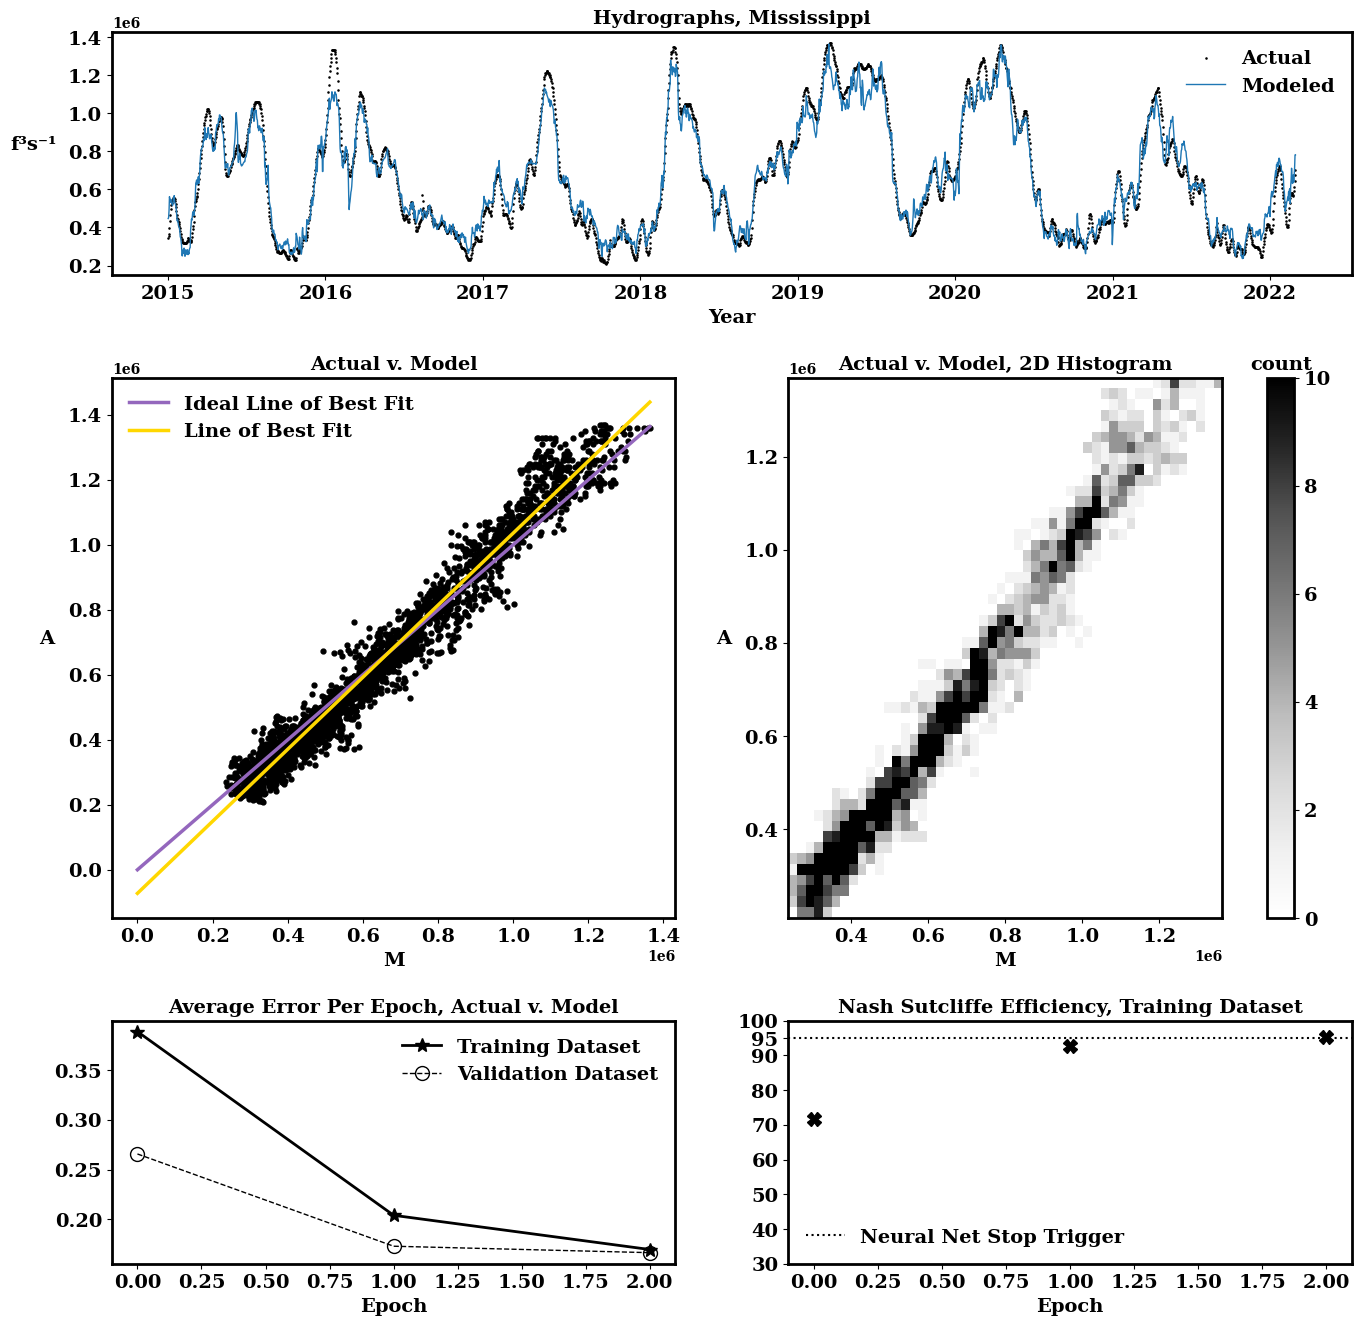 Hydrographs, Mississippi
1e6
1.4
1.2
1.0
0.8
0.6
0.4
0.2
f³s⁻¹
Actual
Modeled
2015 2016 2017 2018 2019 2020 2021 2022
Year
Actual v. Model
1e6
Ideal Line of Best Fit
Line of Best Fit
1.4
1.2
1.0
0.8
0.6
0.4
0.2
0.0
A
0.0 0.2 0.4 0.6 0.8 1.0 1.2 1.4
M
1e6
Actual v. Model, 2D Histogram
1e6
1.2
1.0
0.8
0.6
0.4
A
0.4 0.6 0.8 1.0 1.2
M
1e6
count
10
8
6
4
2
0
Average Error Per Epoch, Actual v. Model
Training Dataset
Validation Dataset
0.35
0.30
0.25
0.20
0.00 0.25 0.50 0.75 1.00 1.25 1.50 1.75 2.00
Epoch
Nash Sutcliffe Efficiency, Training Dataset
100
95
90
80
70
60
50
40
30
Neural Net Stop Trigger
0.00 0.25 0.50 0.75 1.00 1.25 1.50 1.75 2.00
Epoch